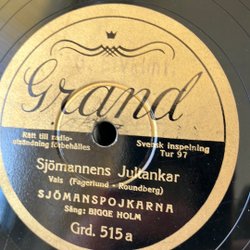 Grand
Rätt till radio-
utsändning förbehålles
Svensk inspelning
Tur 97
Sjömannens Jultankar
Vals (Fagerlund - Roundberg)
SJÖMANSPOJKARNA
Sång: BIGGE HOLM
Grd. 515 a